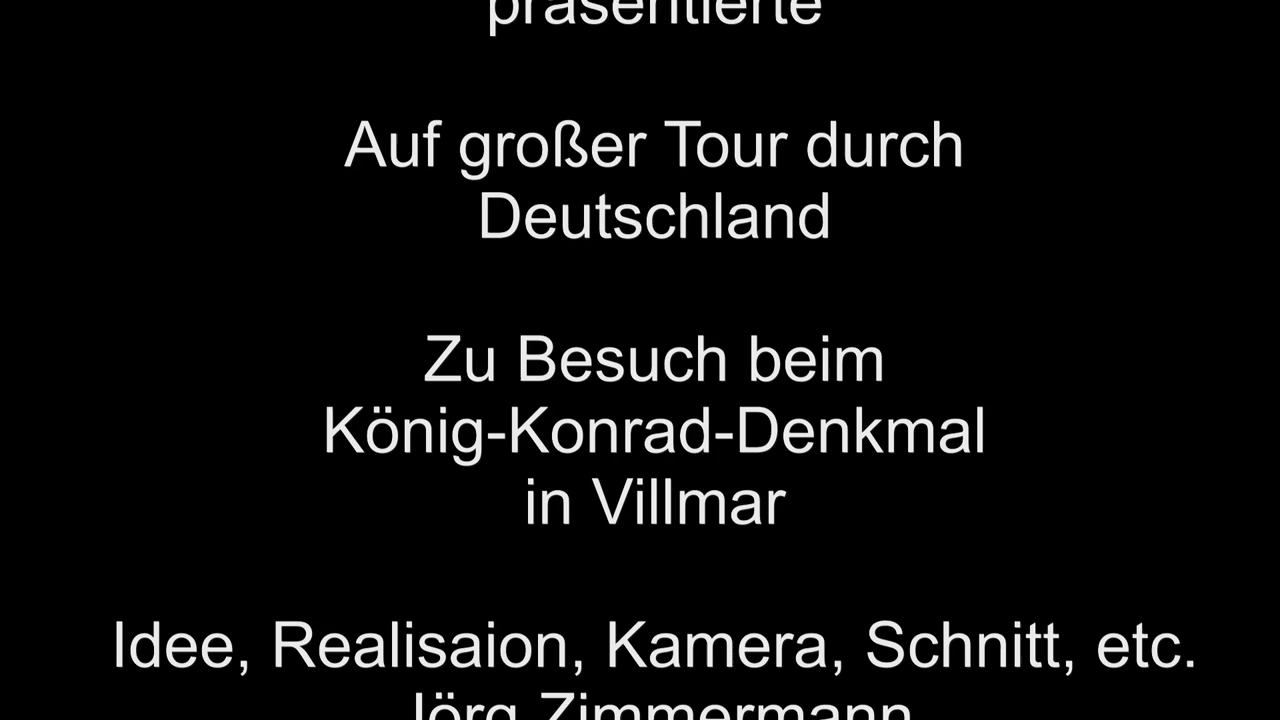 präsentierte
Auf großer Tour durch
Deutschland
Zu Besuch beim
König-Konrad-Denkmal
in Villmar
Idee, Realisaion, Kamera, Schnitt, etc.
Jörg Zimmermann